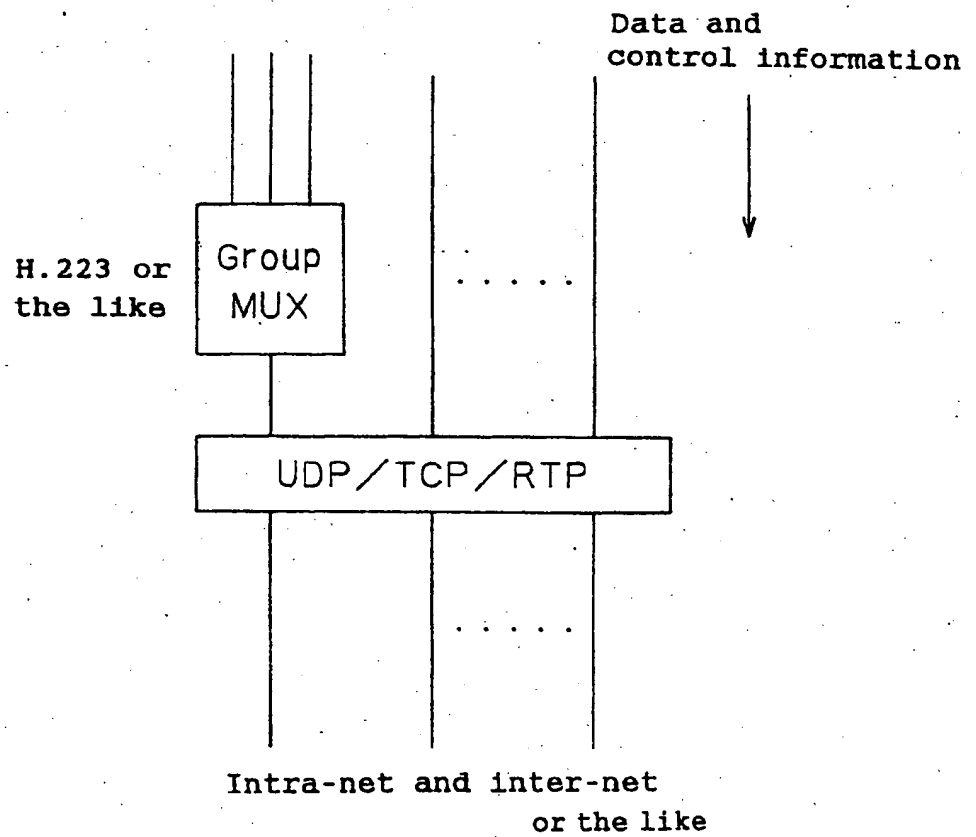 Data and
control information
Group
MUX
H.223 or
the like
.....
UDP/TCP/RTP
.....
Intra-net and inter-net
or the like